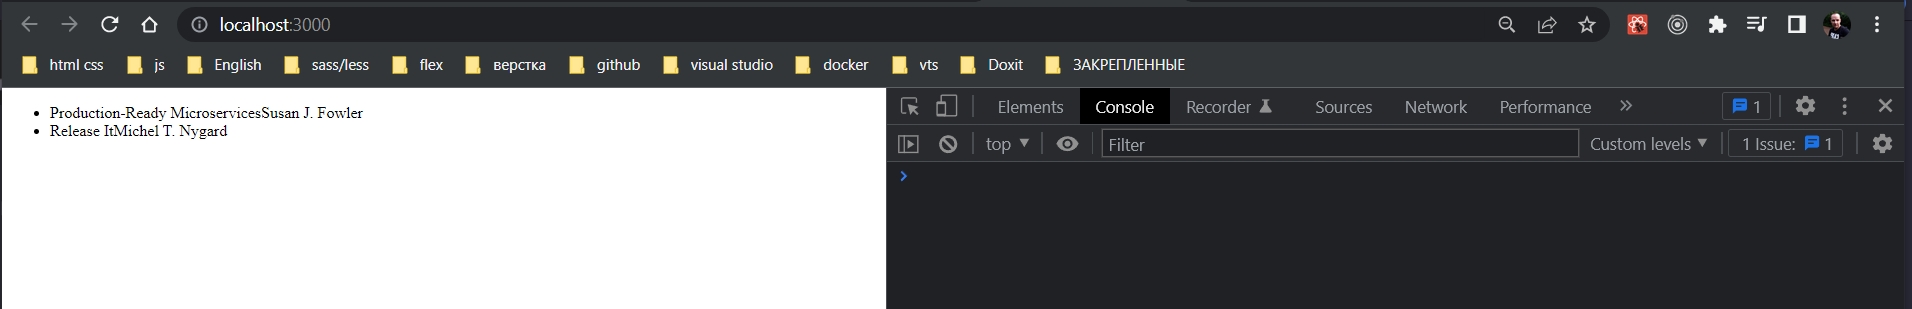 localhost:3000
html css js English sass/less flex верстка github visual studio docker vts Doxit ЗАКРЕПЛЕННЫЕ
Production-Ready MicroservicesSusan J. Fowler
Release ItMichel T. Nygard
Elements Console Recorder Sources Network Performance » 1
top Filter Custom levels 1 Issue: 1